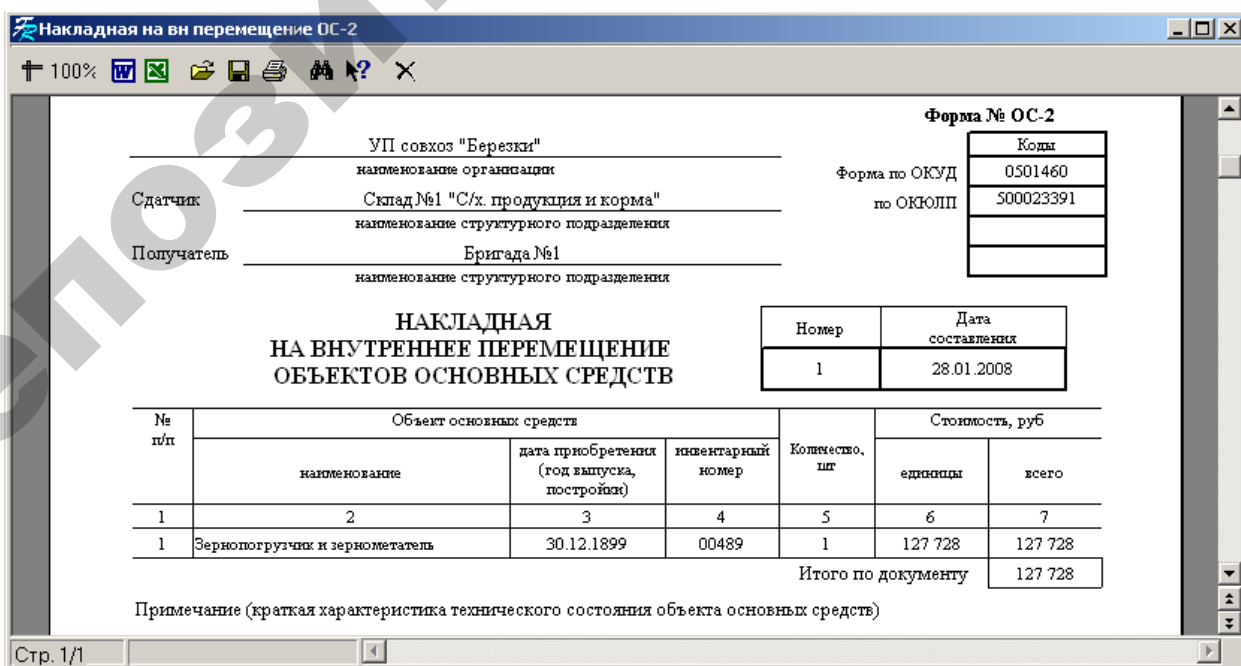 Накладная на вн перемещение ОС-2
100%
Форма № ОС-2
УП совхоз "Березки"
Коды
наименование организации
Форма по ОКУД 0501460
Сдатчик Склад№1 "С/х. продукция и корма"
по ОКЮЛП 500023391
наименование структурного подразделения
Получатель Бригада№1
наименование структурного подразделения
НАКЛАДНАЯ
НА ВНУТРЕННЕЕ ПЕРЕМЕЩЕНИЕ
ОБЪЕКТОВ ОСНОВНЫХ СРЕДСТВ
Номер
Дата
составления
1 28.01.2008
№
п/п
Объект основных средств
наименование
дата приобретения
(год выпуска,
постройки)
инвентарный
номер
Количество,
шт
Стоимость, руб
единицы
всего
1 2 3 4 5 6 7
1 Зернопогрузчик и зернометатель 30.12.1899 00489 1 127 728 127 728
Итого по документу 127 728
Примечание (краткая характеристика технического состояния объекта основных средств)
Стр. 1/1